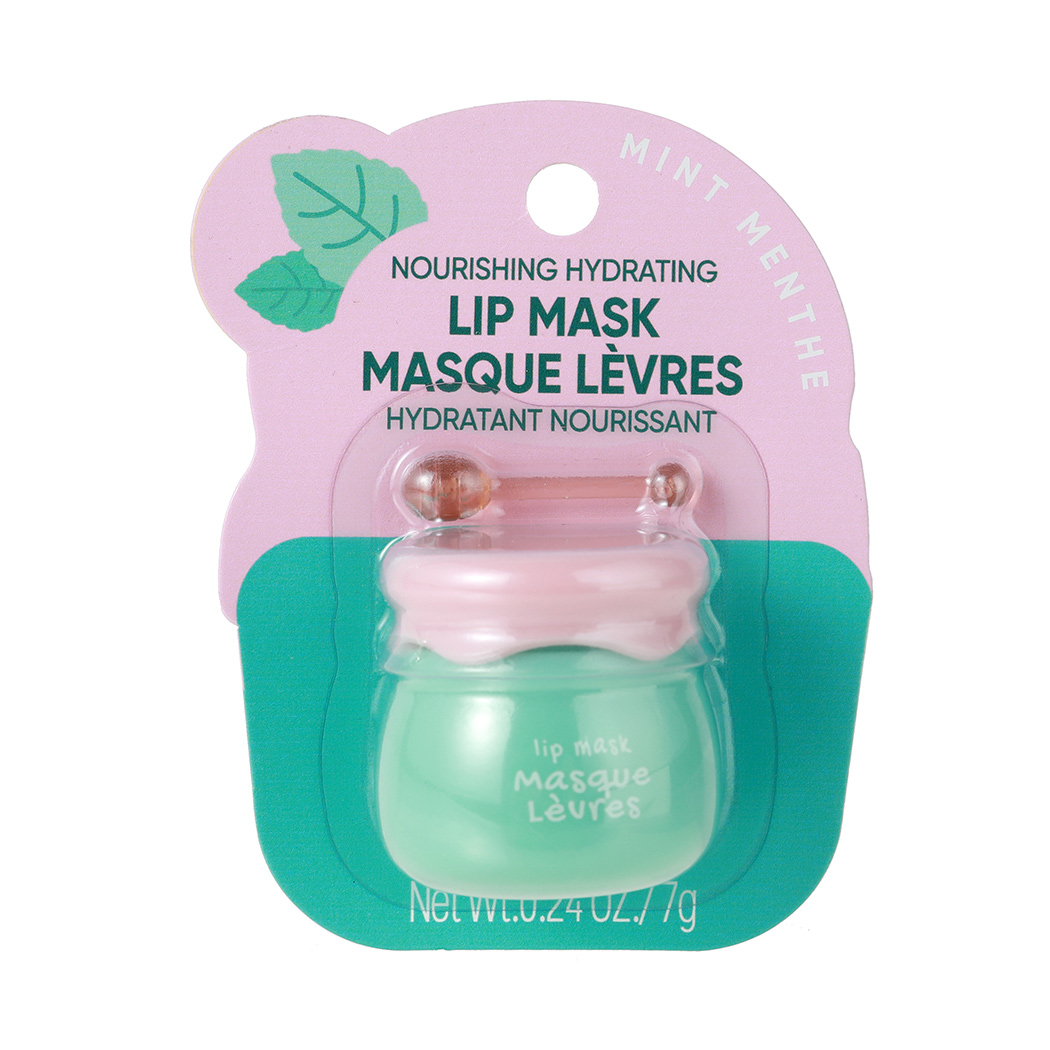 MINT MENTHE
NOURISHING HYDRATING
LIP MASK
MASQUE LÈVRES
HYDRATANT NOURISSANT
lip mask
Masque
Lèvres
Net Wt.0.24 OZ./7g